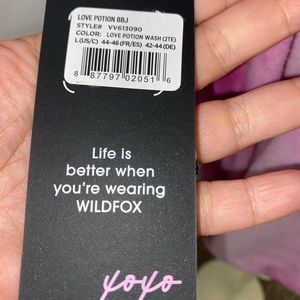 LOVE POTION BBJ
STYLE# VV613090
COLOR: LOVE POTION WASH (2TE)
L(US/C) 44-46(FR/ES) 42-44(DE)
8 87797 02051 6
Life is
better when
you're wearing
WILDFOX
xoxo